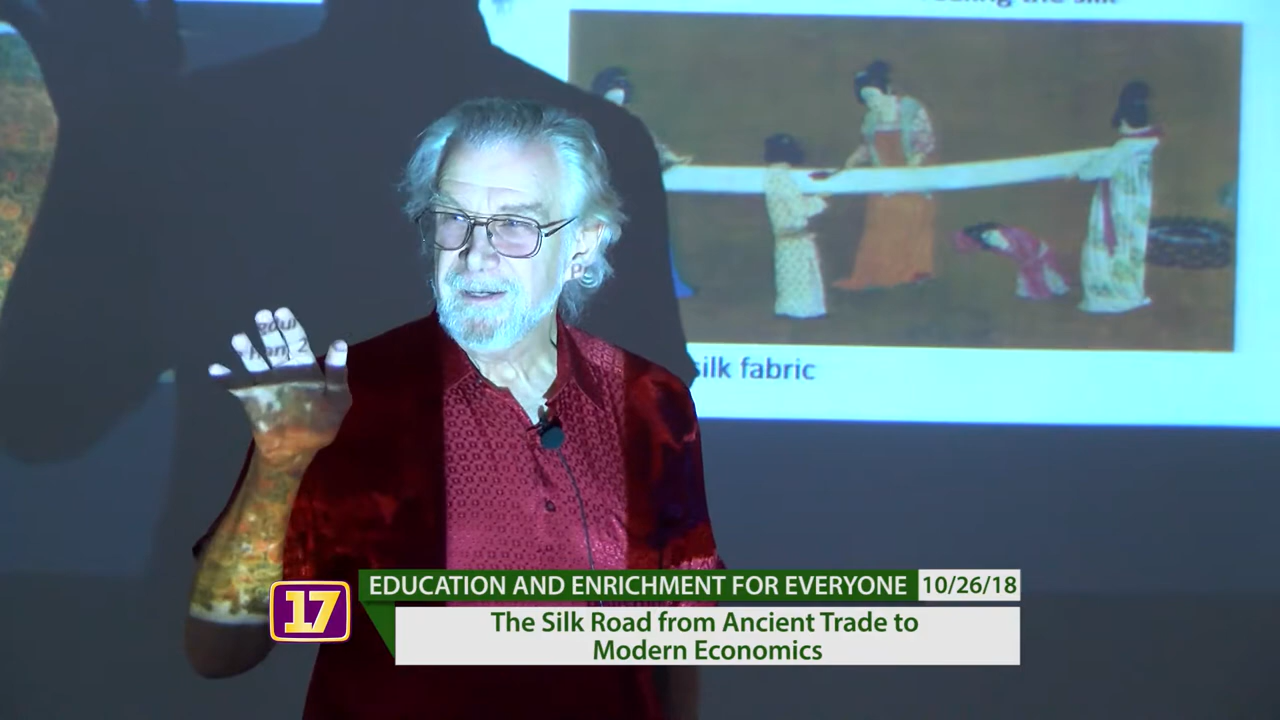 silk
silk fabric
17
EDUCATION AND ENRICHMENT FOR EVERYONE
10/26/18
The Silk Road from Ancient Trade to
Modern Economics